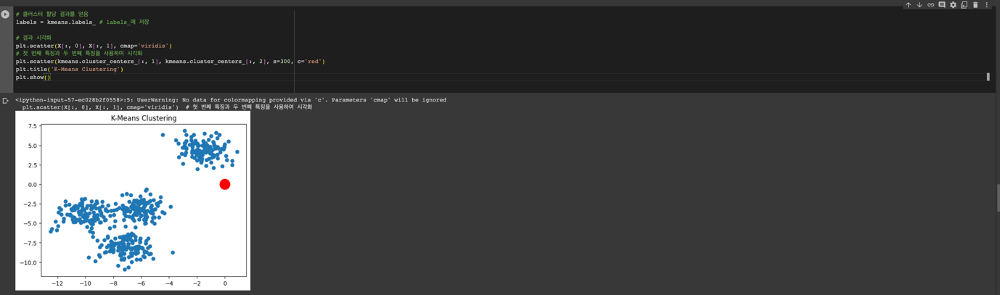 # 클러스터 할당 결과를 얻음
labels = kmeans.labels_ # labels_에 저장
# 결과 시각화
plt.scatter(X[:, 0], X[:, 1], cmap='viridis')
# 첫 번째 특징과 두 번째 특징을 사용하여 시각화
plt.scatter(kmeans.cluster_centers_[:, 1], kmeans.cluster_centers_[:, 2], s=300, c='red')
plt.title('K-Means Clustering')
plt.show()
<ipython-input-57-ec028b2f0558>:5: UserWarning: No data for colormapping provided via 'c'. Parameters 'cmap' will be ignored
plt.scatter(X[:, 0], X[:, 1], cmap='viridis')  # 첫 번째 특징과 두 번째 특징을 사용하여 시각화
K-Means Clustering
7.5
5.0
2.5
0.0
−2.5
−5.0
−7.5
−10.0
−12 −10 −8 −6 −4 −2 0